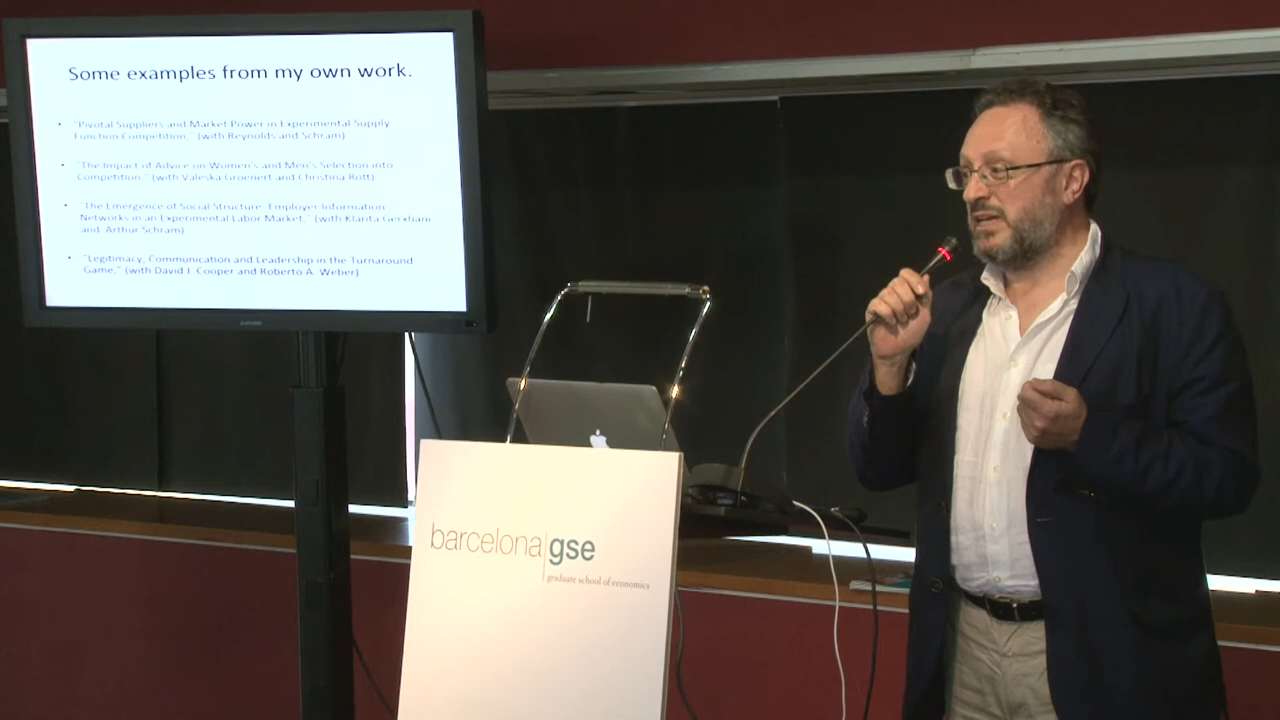 Some examples from my own work.
• "Pivotal Suppliers and Market Power in Experimental Supply
Function Competition," (with Reynolds and Schram)
• "The Impact of Advice on Women's and Men's Selection into
Competition," (with Valeska Groenert and Christina Rott)
• "The Emergence of Social Structure: Employer Information
Networks in an Experimental Labor Market," (with Klarita Gërxhani
and Arthur Schram)
• "Legitimacy, Communication and Leadership in the Turnaround
Game," (with David J. Cooper and Roberto A. Weber)
barcelona gse
graduate school of economics